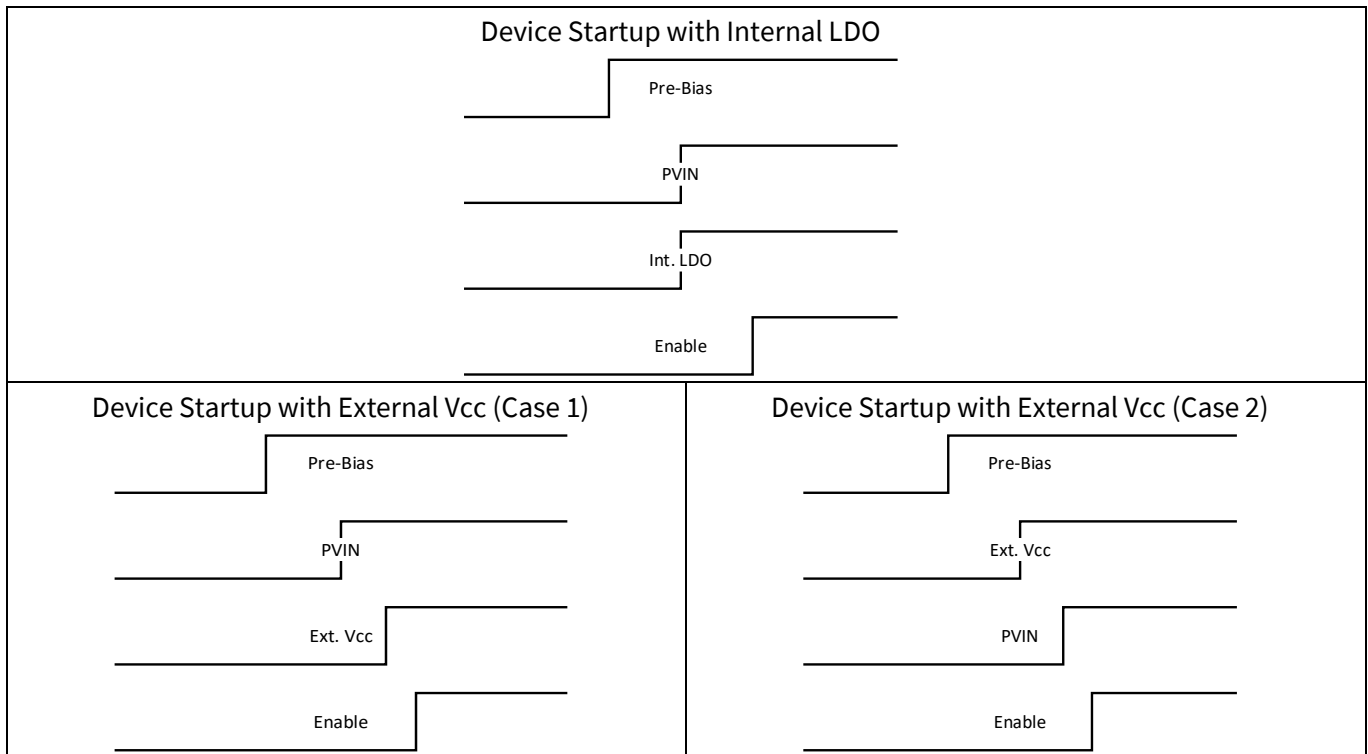 Device Startup with Internal LDO
Pre-Bias
PVIN
Int. LDO
Enable
Device Startup with External Vcc (Case 1)
Pre-Bias
PVIN
Ext. Vcc
Enable
Device Startup with External Vcc (Case 2)
Pre-Bias
Ext. Vcc
PVIN
Enable